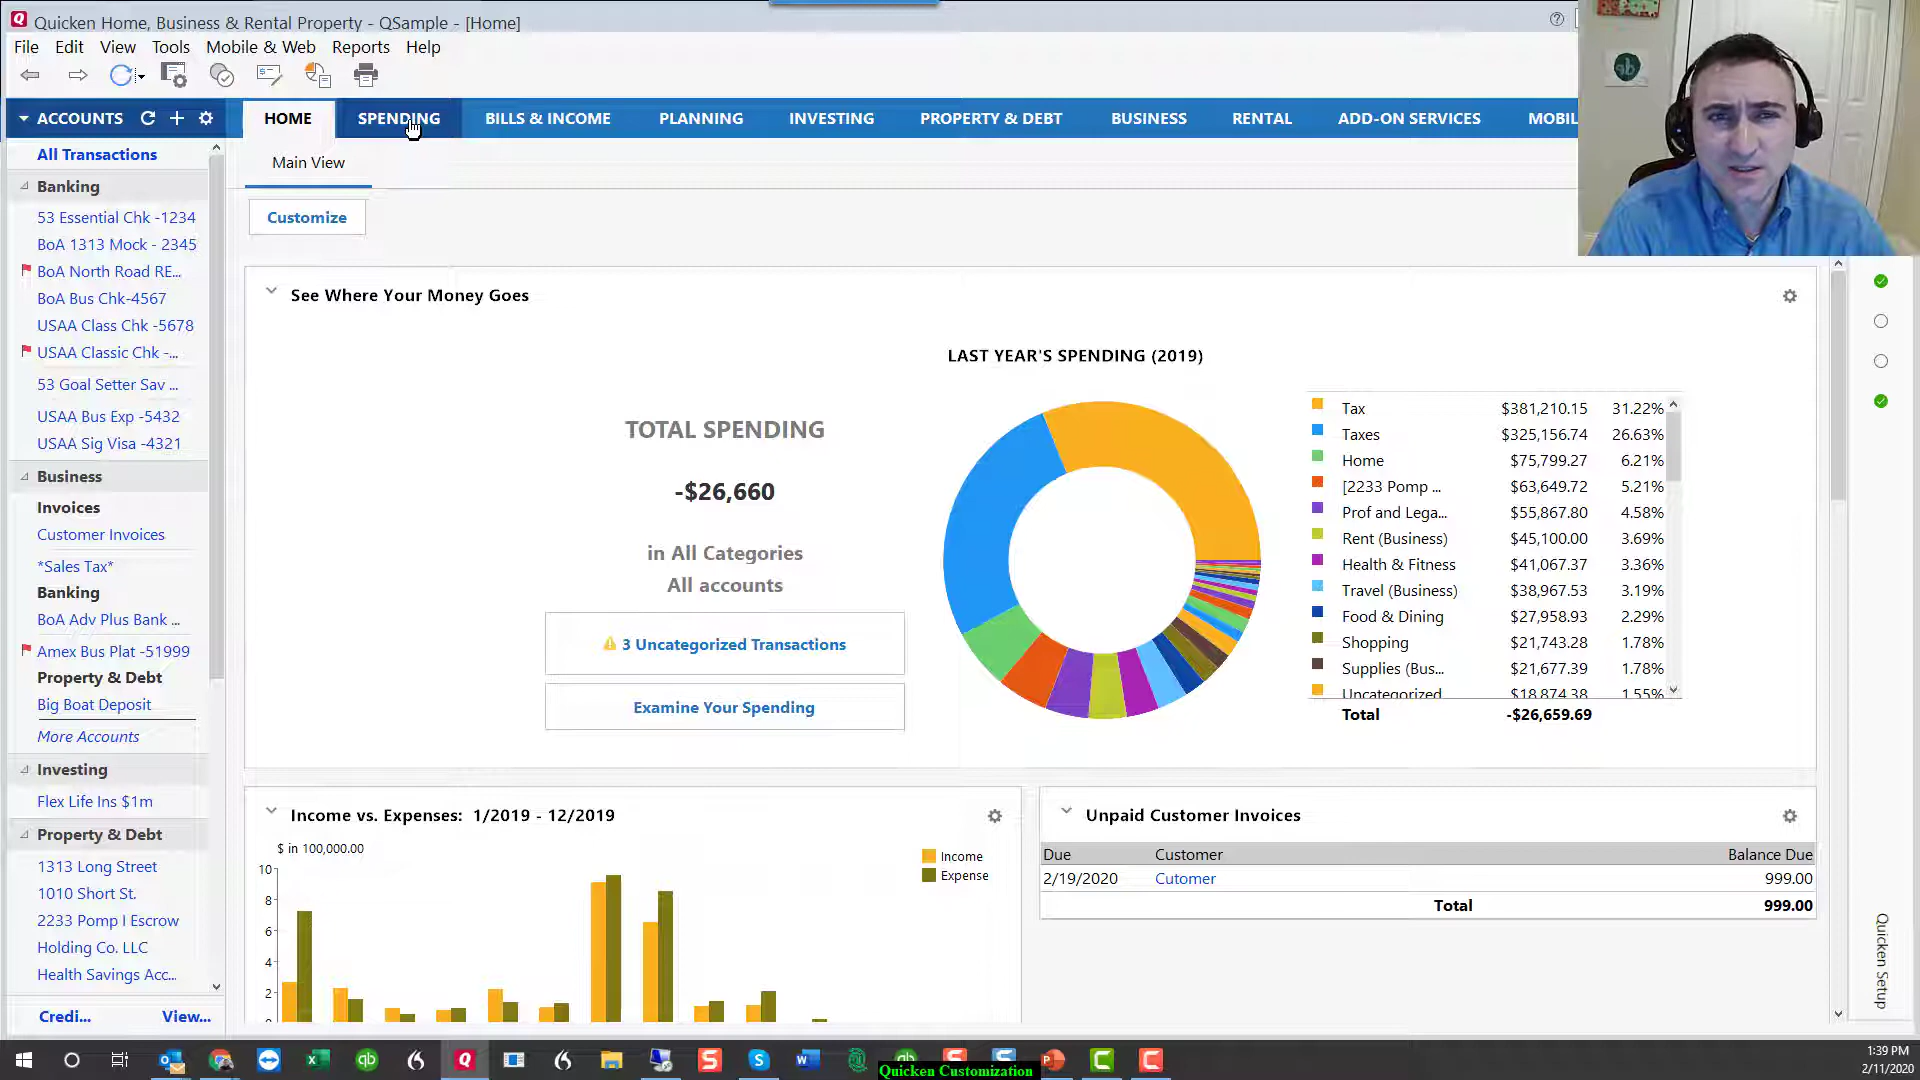 Quicken Home, Business & Rental Property - QSample - [Home]
File Edit View Tools Mobile & Web Reports Help
ACCOUNTS
HOME SPENDING BILLS & INCOME PLANNING INVESTING PROPERTY & DEBT BUSINESS RENTAL ADD-ON SERVICES MOBIL
All Transactions
Main View
Banking
53 Essential Chk -1234
Customize
BoA 1313 Mock - 2345
BoA North Road RE...
BoA Bus Chk-4567
USAA Class Chk -5678
USAA Classic Chk -...
53 Goal Setter Sav ...
USAA Bus Exp -5432
USAA Sig Visa -4321
Business
Invoices
Customer Invoices
*Sales Tax*
Banking
BoA Adv Plus Bank ...
Amex Bus Plat -51999
Property & Debt
Big Boat Deposit
More Accounts
Investing
Flex Life Ins $1m
Property & Debt
1313 Long Street
1010 Short St.
2233 Pomp I Escrow
Holding Co. LLC
Health Savings Acc...
Credi... View...
See Where Your Money Goes
LAST YEAR'S SPENDING (2019)
TOTAL SPENDING
-$26,660
in All Categories
All accounts
3 Uncategorized Transactions
Examine Your Spending
Tax $381,210.15 31.22%
Taxes $325,156.74 26.63%
Home $75,799.27 6.21%
[2233 Pomp ... $63,649.72 5.21%
Prof and Lega... $55,867.80 4.58%
Rent (Business) $45,100.00 3.69%
Health & Fitness $41,067.37 3.36%
Travel (Business) $38,967.53 3.19%
Food & Dining $27,958.93 2.29%
Shopping $21,743.28 1.78%
Supplies (Bus... $21,677.39 1.78%
Uncategorized $18,874.38 1.55%
Total -$26,659.69
Income vs. Expenses: 1/2019 - 12/2019
$ in 100,000.00
10
8
6
4
2
0
Income
Expense
Unpaid Customer Invoices
Due Customer Balance Due
2/19/2020 Cutomer 999.00
Total 999.00
Quicken Setup
Quicken Customization
1:39 PM
2/11/2020